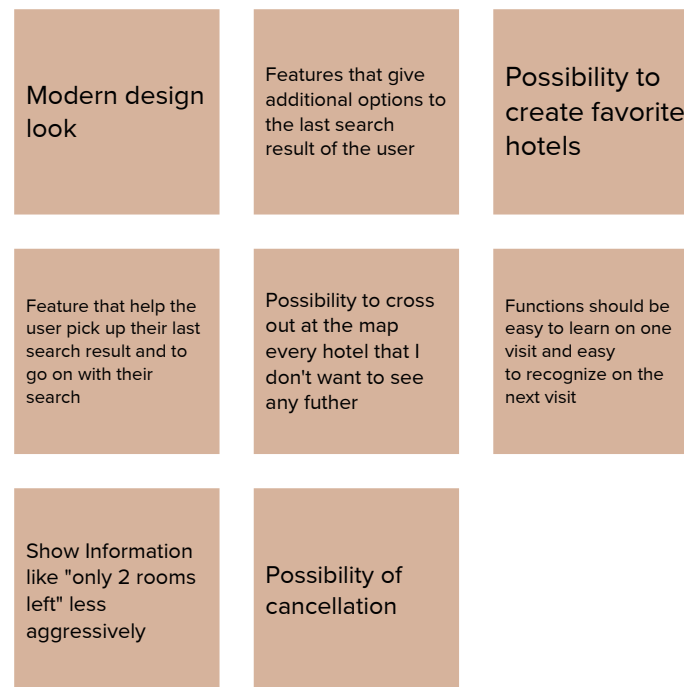 Modern design
look
Features that give
additional options to
the last search
result of the user
Possibility to
create favorite
hotels
Feature that help the
user pick up their last
search result and to
go on with their
search
Possibility to cross
out at the map
every hotel that I
don't want to see
any futher
Functions should be
easy to learn on one
visit and easy
to recognize on the
next visit
Show Information
like "only 2 rooms
left" less
aggressively
Possibility of
cancellation